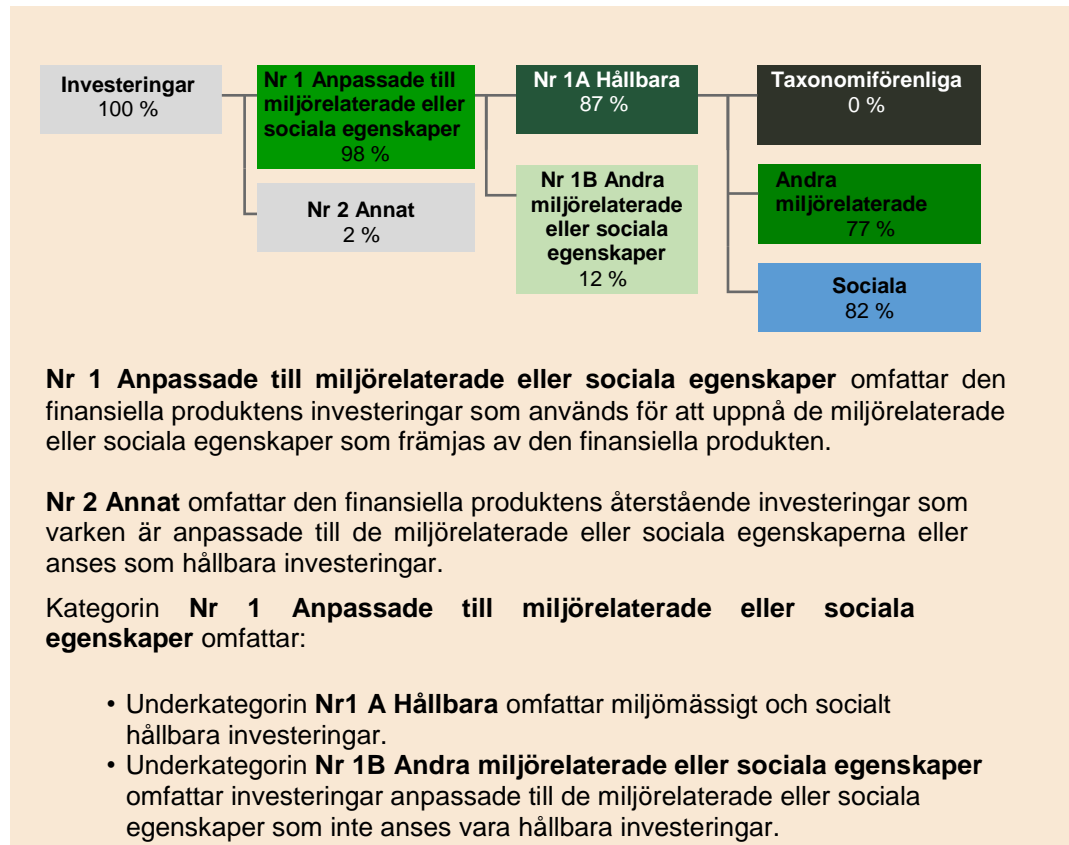 Investeringar
100 %
Nr 1 Anpassade till
miljörelaterade eller
sociala egenskaper
98 %
Nr 2 Annat
2 %
Nr 1A Hållbara
87 %
Nr 1B Andra
miljörelaterade
eller sociala
egenskaper
12 %
Taxonomiförenliga
0 %
Andra
miljörelaterade
77 %
Sociala
82 %
Nr 1 Anpassade till miljörelaterade eller sociala egenskaper omfattar den
finansiella produktens investeringar som används för att uppnå de miljörelaterade
eller sociala egenskaper som främjas av den finansiella produkten.
Nr 2 Annat omfattar den finansiella produktens återstående investeringar som
varken är anpassade till de miljörelaterade eller sociala egenskaperna eller
anses som hållbara investeringar.
Kategorin Nr 1 Anpassade till miljörelaterade eller sociala
egenskaper omfattar:
• Underkategorin Nr1 A Hållbara omfattar miljömässigt och socialt
hållbara investeringar.
• Underkategorin Nr 1B Andra miljörelaterade eller sociala egenskaper
omfattar investeringar anpassade till de miljörelaterade eller sociala
egenskaper som inte anses vara hållbara investeringar.